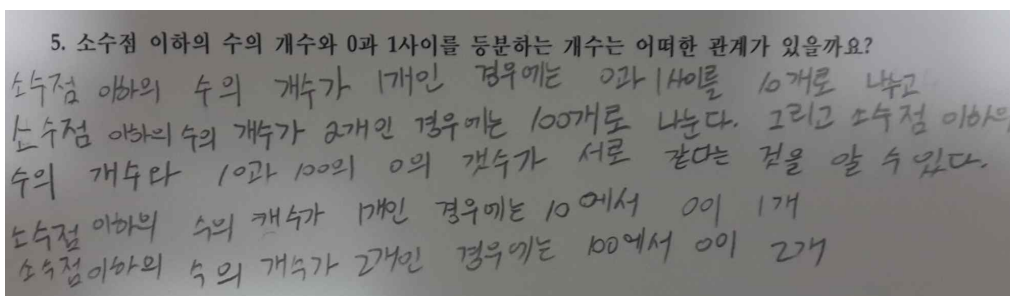 5. 소수점 이하의 수의 개수와 0과 1사이를 등분하는 개수는 어떠한 관계가 있을까요?
소수점 이하의 수의 개수가 1개인 경우에는 0과 1사이를 10개로 나누고
소수점 이하의 수의 개수가 2개인 경우에는 100개로 나눈다. 그리고 소수점 이하의
수의 개수와 10과 100의 0의 갯수가 서로 같다는 것을 알 수 있다.
소수점 이하의 수의 개수가 1개인 경우에는 10에서 0이 1개
소수점이하의 수의 개수가 2개인 경우에는 100에서 0이 2개